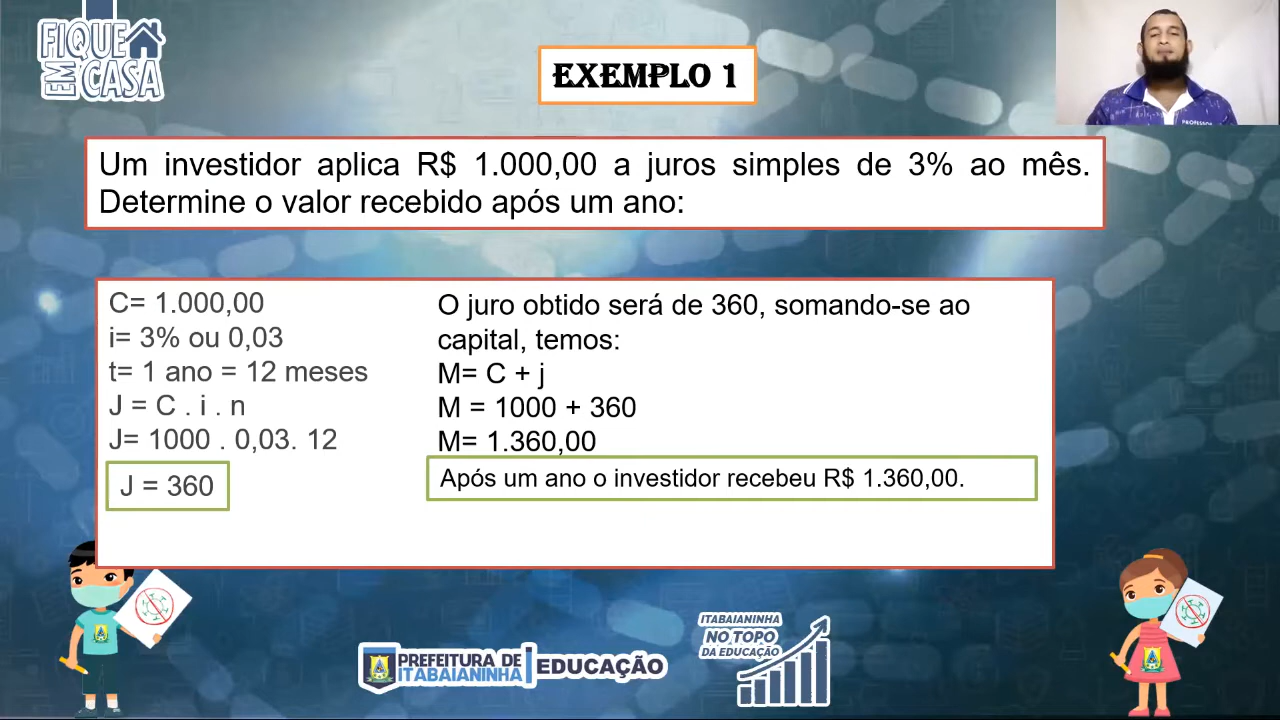 FIQUE
EM CASA
EXEMPLO 1
PROFESSOR
Um investidor aplica R$ 1.000,00 a juros simples de 3% ao mês.
Determine o valor recebido após um ano:
C= 1.000,00
i= 3% ou 0,03
t= 1 ano = 12 meses
J = C . i . n
J= 1000 . 0,03. 12
J = 360
O juro obtido será de 360, somando-se ao
capital, temos:
M= C + j
M = 1000 + 360
M= 1.360,00
Após um ano o investidor recebeu R$ 1.360,00.
PREFEITURA DE
ITABAIANINHA
EDUCAÇÃO
ITABAIANINHA
NO TOPO
DA EDUCAÇÃO